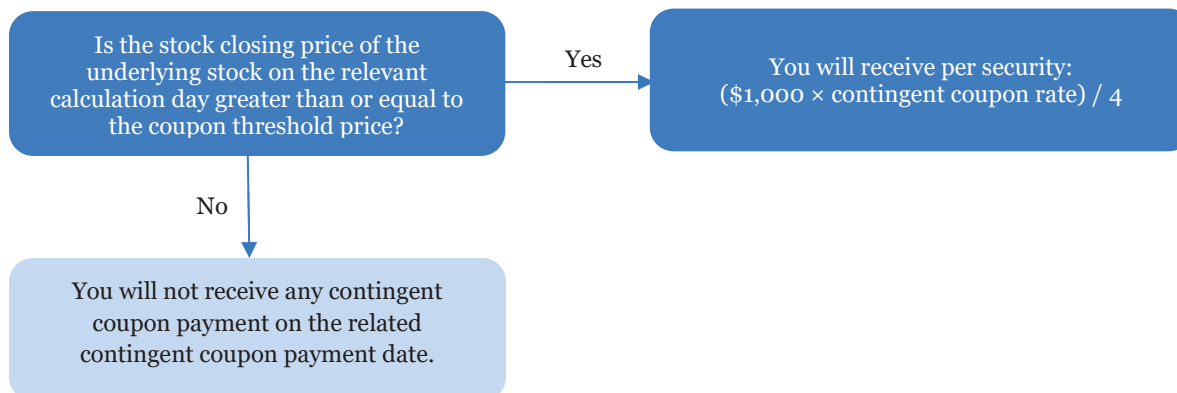 Is the stock closing price of the
underlying stock on the relevant
calculation day greater than or equal to
the coupon threshold price?
Yes
You will receive per security:
($1,000 × contingent coupon rate) / 4
No
You will not receive any contingent
coupon payment on the related
contingent coupon payment date.